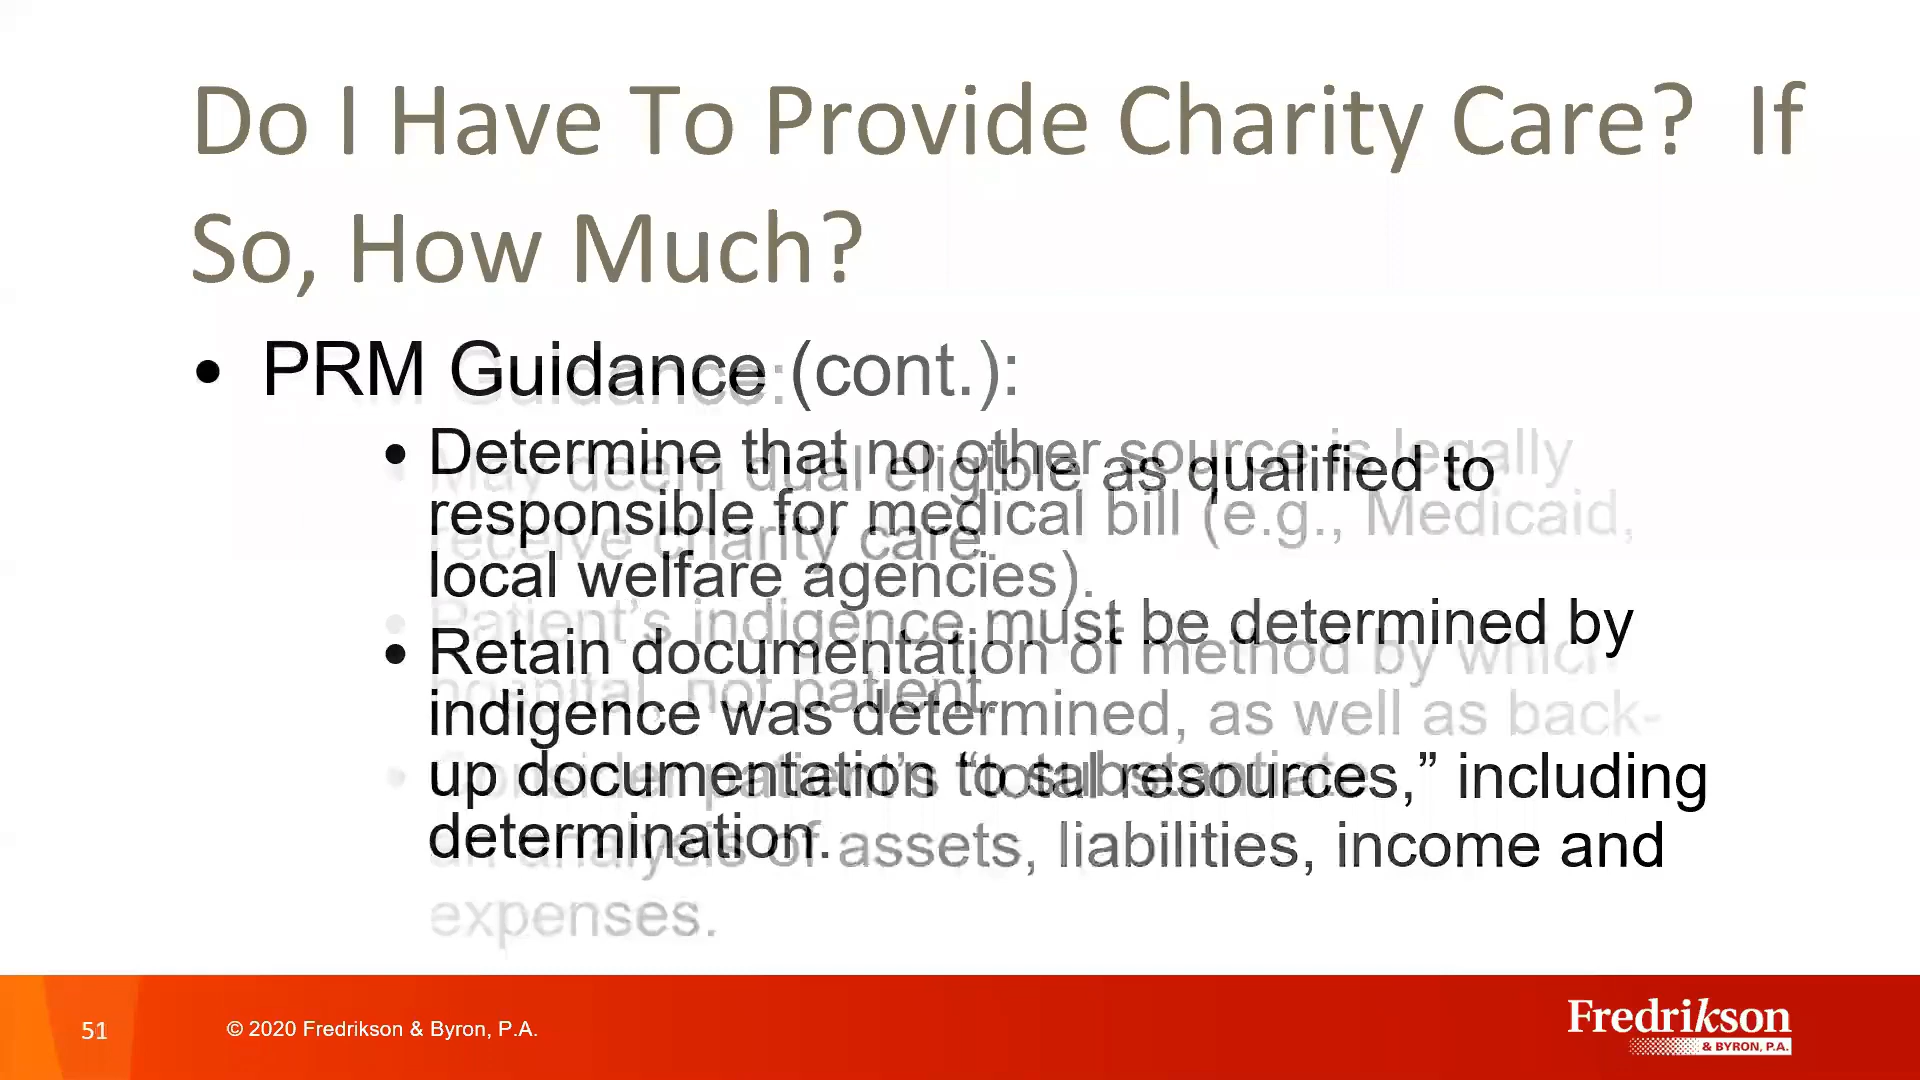 Do I Have To Provide Charity Care?  If
So, How Much?
• PRM Guidance (cont.):
PRM Guidance:
• Determine that no other source is legally
responsible for medical bill (e.g., Medicaid,
local welfare agencies).
• Retain documentation of method by which
indigence was determined, as well as back-
up documentation to substantiate
determination.
• May deem dual eligible as qualified to
receive charity care.
• Patient’s indigence must be determined by
hospital, not patient.
• Consider patient’s “total resources,” including
an analysis of assets, liabilities, income and
expenses.
51
© 2020 Fredrikson & Byron, P.A.
Fredrikson
& BYRON, P.A.